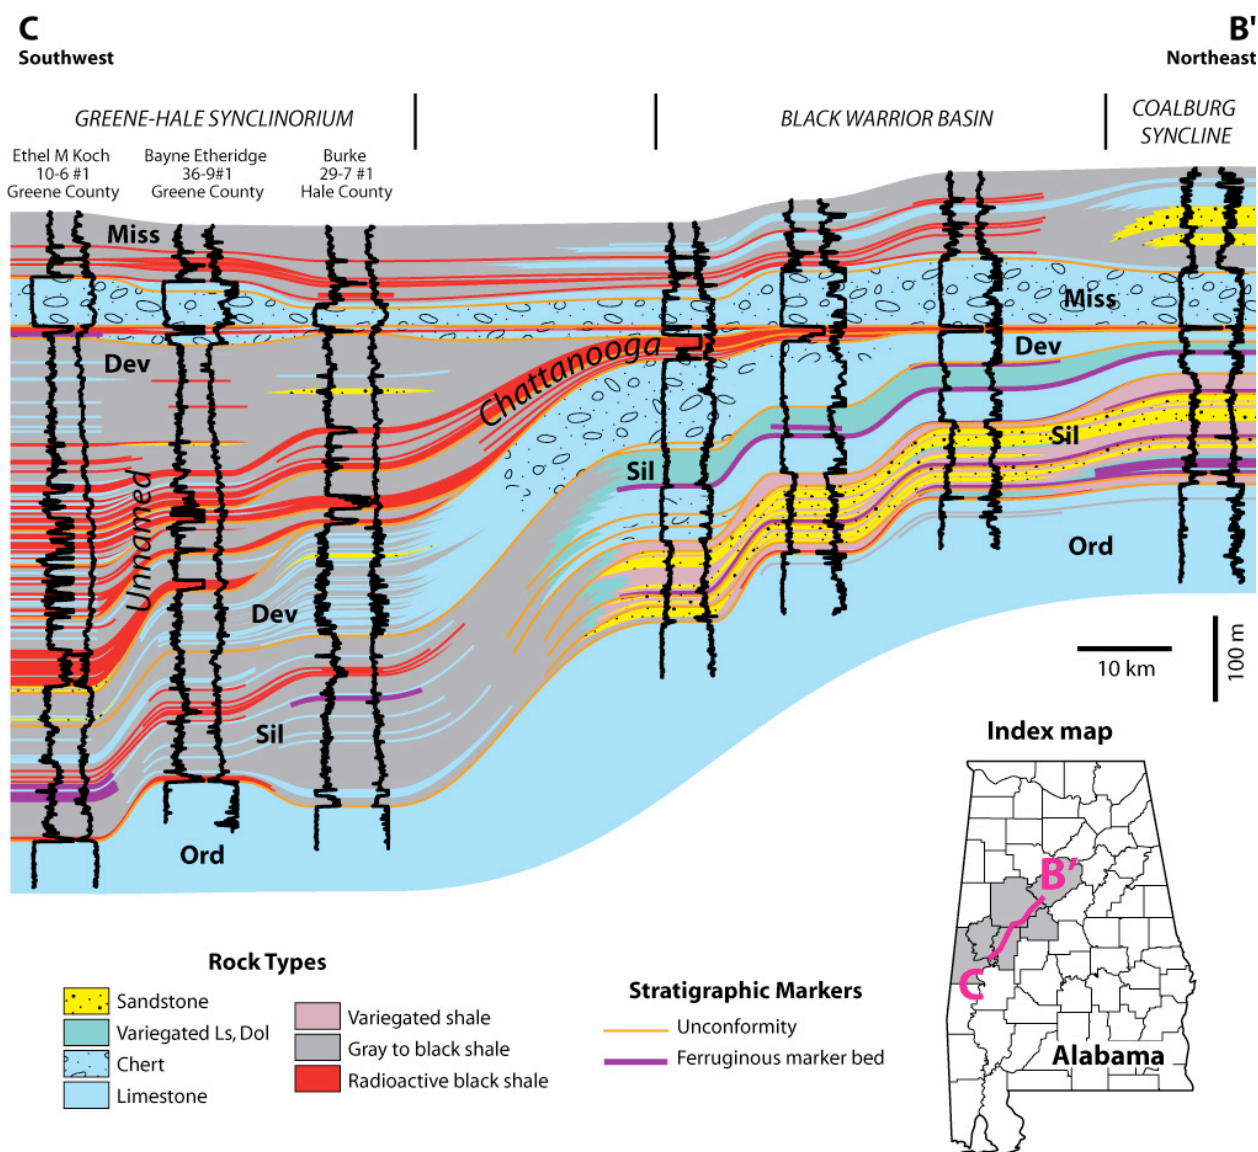 C
Southwest
B'
Northeast
GREENE-HALE SYNCLINORIUM
BLACK WARRIOR BASIN
COALBURG
SYNCLINE
Ethel M Koch
10-6 #1
Greene County
Bayne Etheridge
36-9#1
Greene County
Burke
29-7 #1
Hale County
Miss
Miss
Dev
Dev
Chattanooga
Unnamed
Sil
Sil
Dev
Sil
Ord
Ord
10 km
100 m
Index map
B'
C
Alabama
Rock Types
Sandstone
Variegated Ls, Dol
Chert
Limestone
Variegated shale
Gray to black shale
Radioactive black shale
Stratigraphic Markers
Unconformity
Ferruginous marker bed